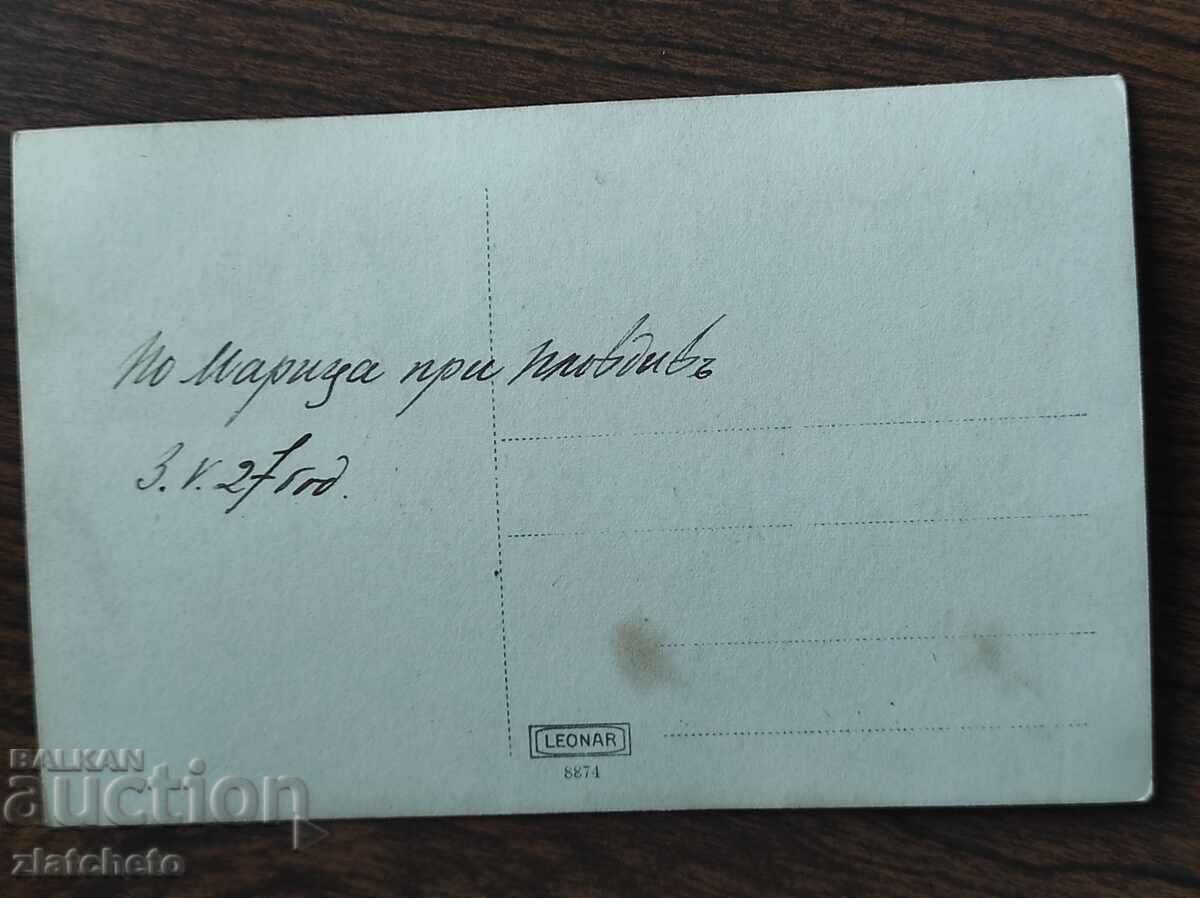 По Марица при Пловдивъ
3.V.27 год.
LEONAR
8874
BALKAN
auction
zlatcheto